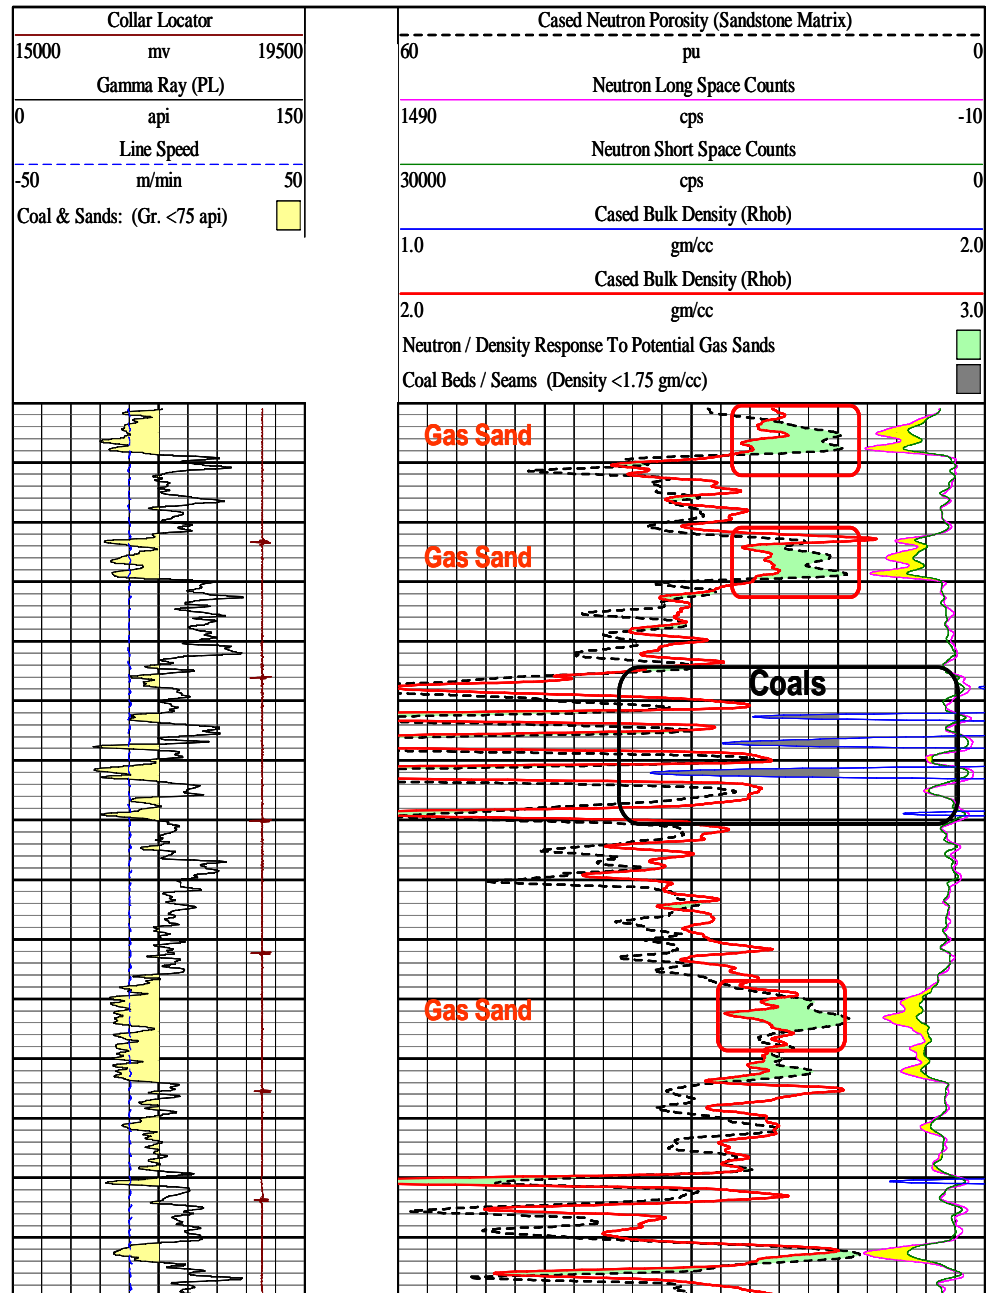 Collar Locator
15000 mv 19500
Gamma Ray (PL)
0 api 150
Line Speed
-50 m/min 50
Coal & Sands: (Gr. <75 api)
Cased Neutron Porosity (Sandstone Matrix)
60 pu 0
Neutron Long Space Counts
1490 cps -10
Neutron Short Space Counts
30000 cps 0
Cased Bulk Density (Rhob)
1.0 gm/cc 2.0
Cased Bulk Density (Rhob)
2.0 gm/cc 3.0
Neutron / Density Response To Potential Gas Sands
Coal Beds / Seams (Density <1.75 gm/cc)
Gas Sand
Gas Sand
Coals
Gas Sand